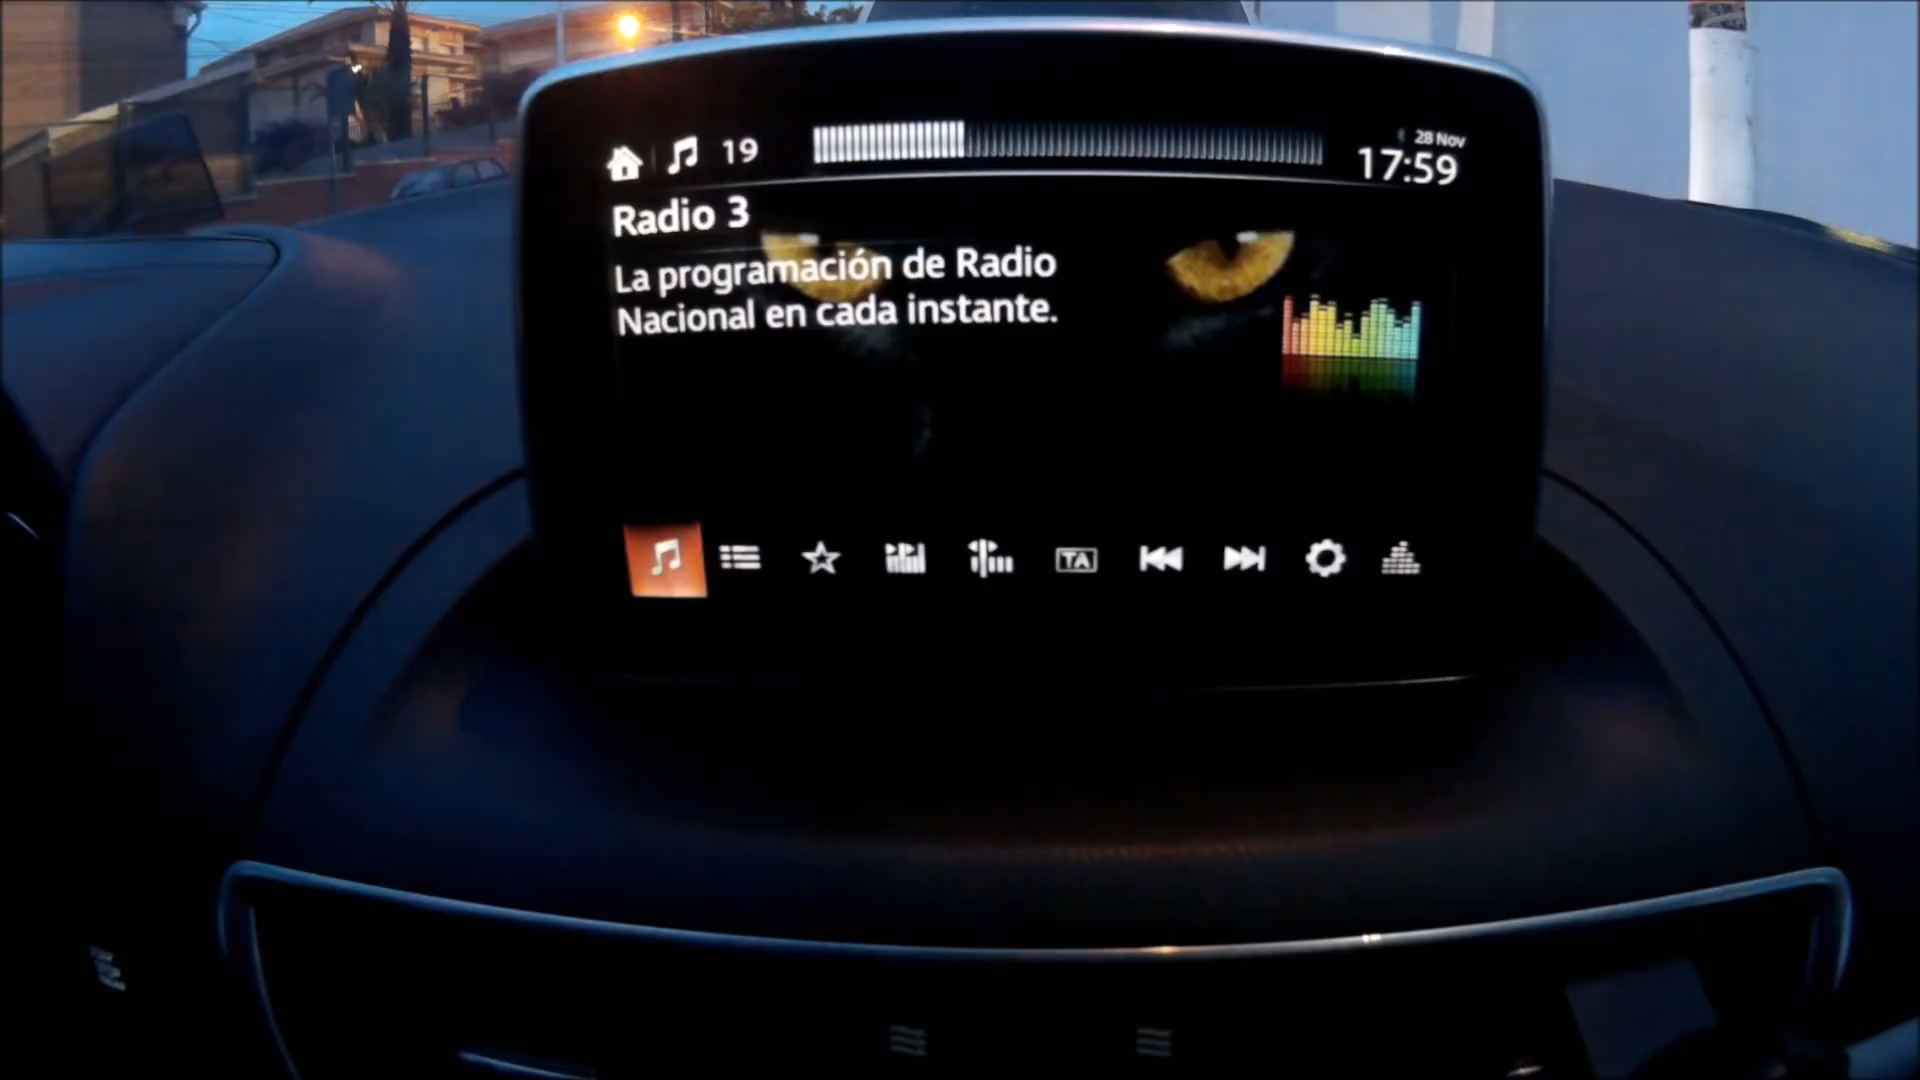 19
28 Nov
17:59
Radio 3
La programación de Radio
Nacional en cada instante.
TA